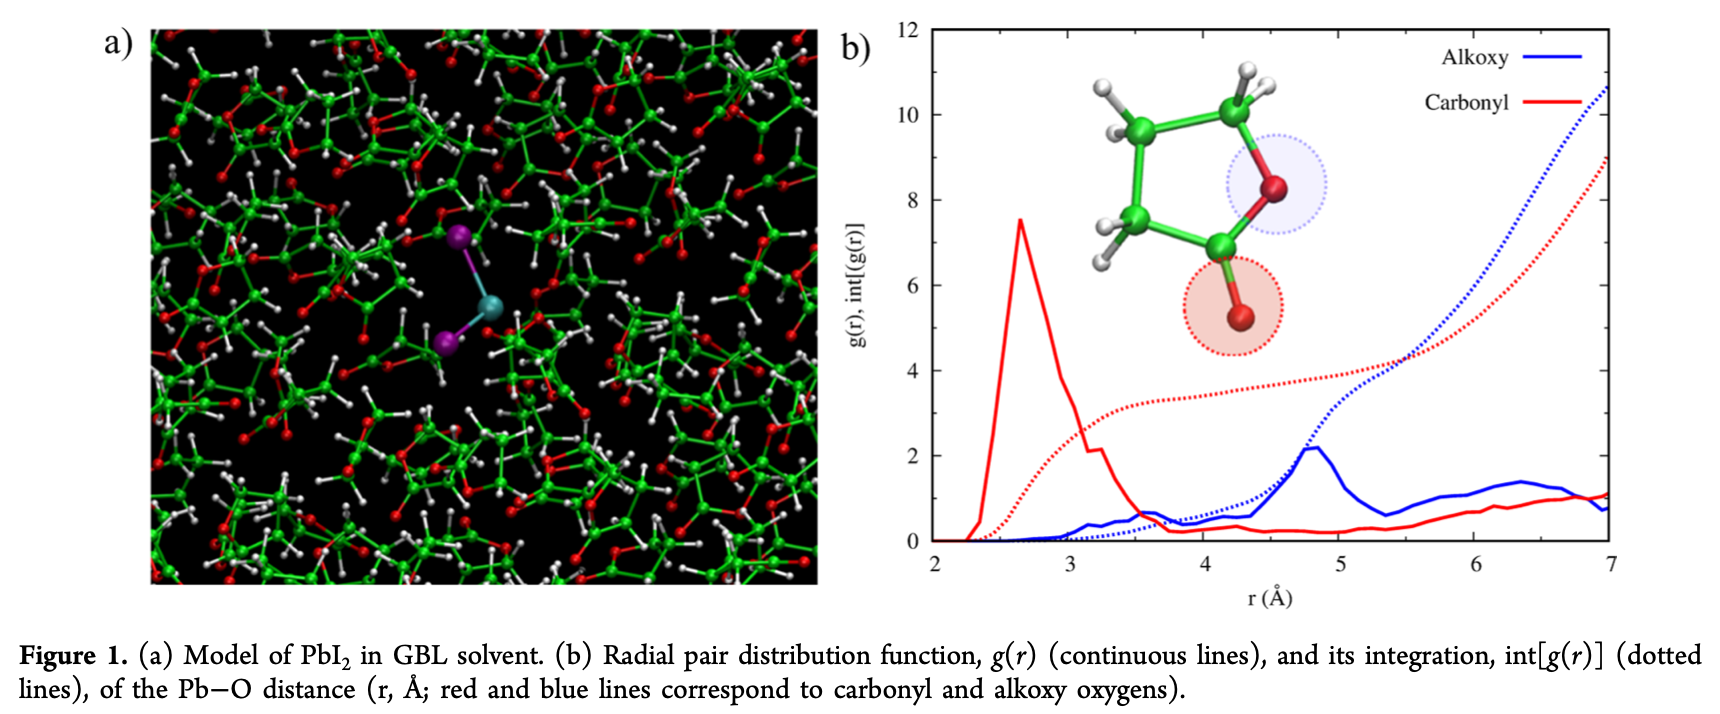 a)
b)
12
10
8
6
4
2
0
g(r), int[(g(r)]
Alkoxy
Carbonyl
2 3 4 5 6 7
r (Å)
Figure 1. (a) Model of PbI₂ in GBL solvent. (b) Radial pair distribution function, g(r) (continuous lines), and its integration, int[g(r)] (dotted
lines), of the Pb−O distance (r, Å; red and blue lines correspond to carbonyl and alkoxy oxygens).